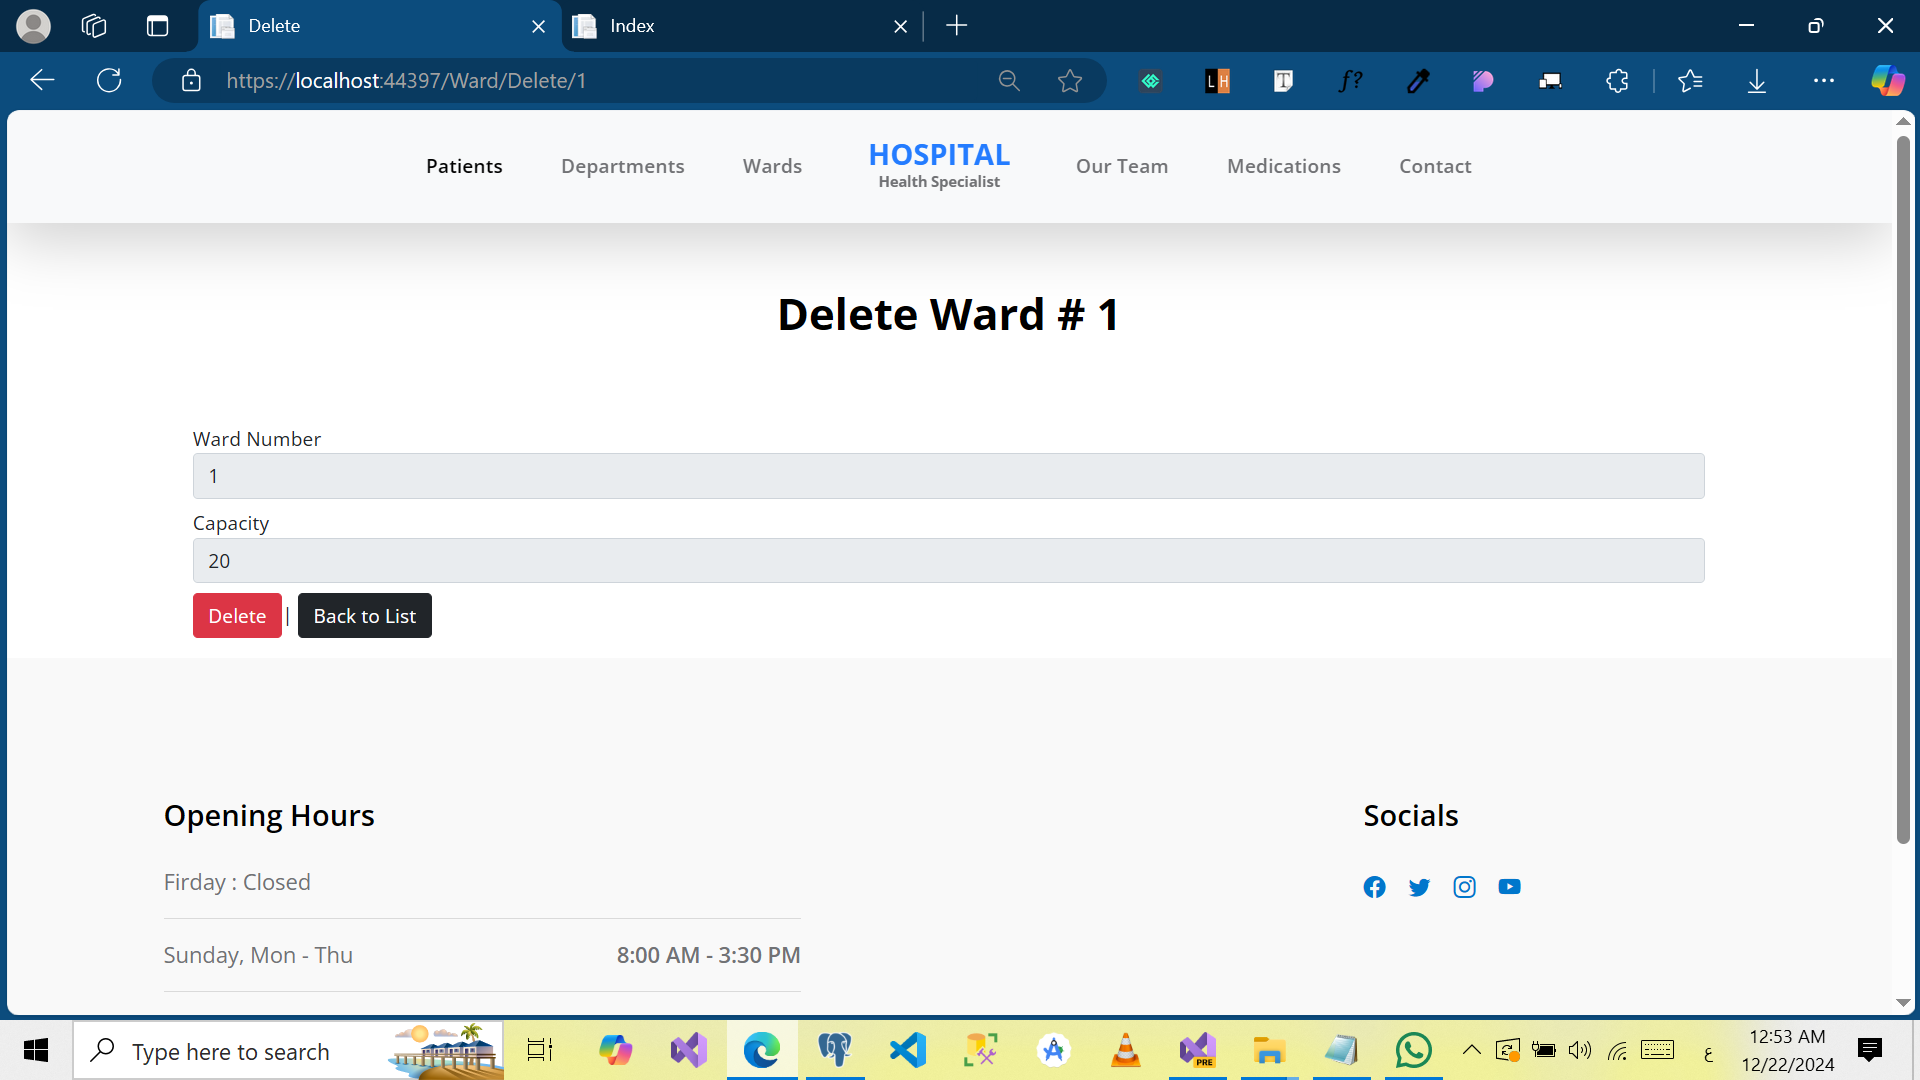 Delete
Index
https://localhost:44397/Ward/Delete/1
L H
T
f?
Patients
Departments
Wards
HOSPITAL
Health Specialist
Our Team
Medications
Contact
Delete Ward # 1
Ward Number
1
Capacity
20
Delete | Back to List
Opening Hours
Socials
Firday : Closed
Sunday, Mon - Thu 8:00 AM - 3:30 PM
Type here to search
PRE
ع
12:53 AM
12/22/2024